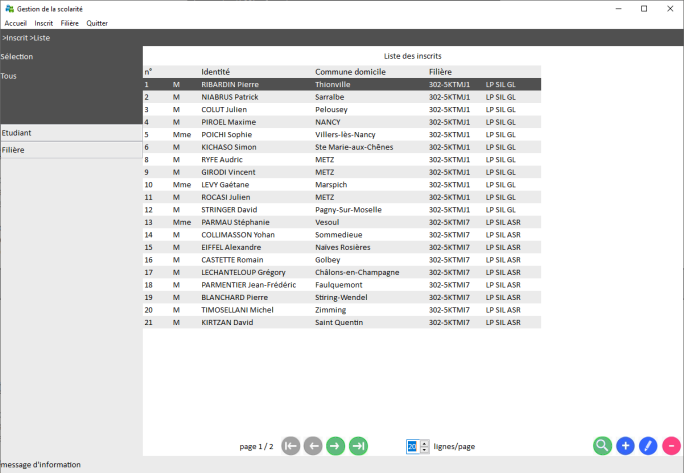 Gestion de la scolarité
Accueil Inscrit Filière Quitter
>Inscrit >Liste
Sélection
Tous
Etudiant
Filière
Liste des inscrits
n° Identité Commune domicile Filière
1 M RIBARDIN Pierre Thionville 302-5KTMJ1 LP SIL GL
2 M NIABRUS Patrick Sarralbe 302-5KTMJ1 LP SIL GL
3 M COLUT Julien Pelousey 302-5KTMJ1 LP SIL GL
4 M PIROEL Maxime NANCY 302-5KTMJ1 LP SIL GL
5 Mme POICHI Sophie Villers-lès-Nancy 302-5KTMJ1 LP SIL GL
6 M KICHASO Simon Ste Marie-aux-Chênes 302-5KTMJ1 LP SIL GL
8 M RYFE Audric METZ 302-5KTMJ1 LP SIL GL
9 M GIRODI Vincent METZ 302-5KTMJ1 LP SIL GL
10 Mme LEVY Gaétane Marspich 302-5KTMJ1 LP SIL GL
11 M ROCASI Julien METZ 302-5KTMJ1 LP SIL GL
12 M STRINGER David Pagny-Sur-Moselle 302-5KTMJ1 LP SIL GL
13 Mme PARMAU Stéphanie Vesoul 302-5KTMI7 LP SIL ASR
14 M COLLIMASSON Yohan Sommedieue 302-5KTMI7 LP SIL ASR
15 M EIFFEL Alexandre Naives Rosières 302-5KTMI7 LP SIL ASR
16 M CASTETTE Romain Golbey 302-5KTMI7 LP SIL ASR
17 M LECHANTELOUP Grégory Châlons-en-Champagne 302-5KTMI7 LP SIL ASR
18 M PARMENTIER Jean-Frédéric Faulquemont 302-5KTMI7 LP SIL ASR
19 M BLANCHARD Pierre Stiring-Wendel 302-5KTMI7 LP SIL ASR
20 M TIMOSELLANI Michel Zimming 302-5KTMI7 LP SIL ASR
21 M KIRTZAN David Saint Quentin 302-5KTMI7 LP SIL ASR
page 1 / 2 20 lignes/page
message d'information